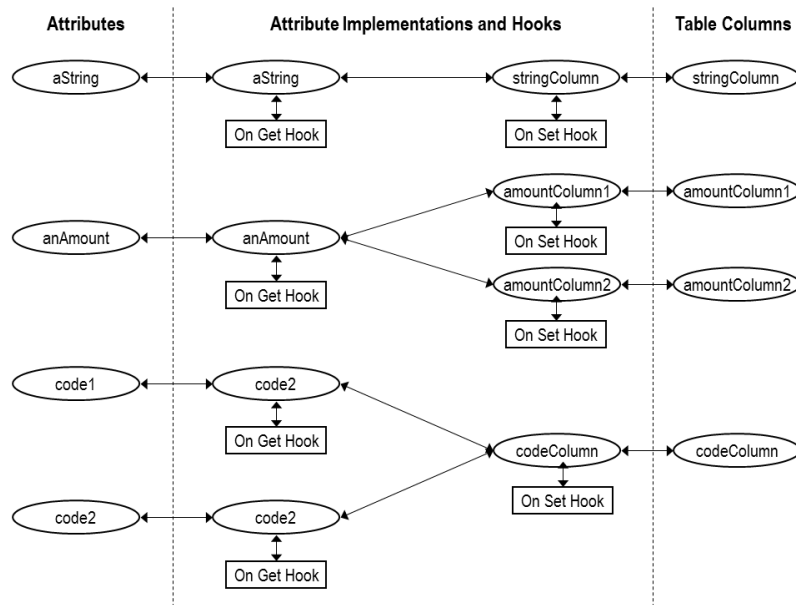 Attributes
Attribute Implementations and Hooks
Table Columns
aString
aString
stringColumn
stringColumn
On Get Hook
On Set Hook
amountColumn1
amountColumn1
anAmount
anAmount
On Set Hook
On Get Hook
amountColumn2
amountColumn2
On Set Hook
code1
code2
On Get Hook
codeColumn
codeColumn
On Set Hook
code2
code2
On Get Hook